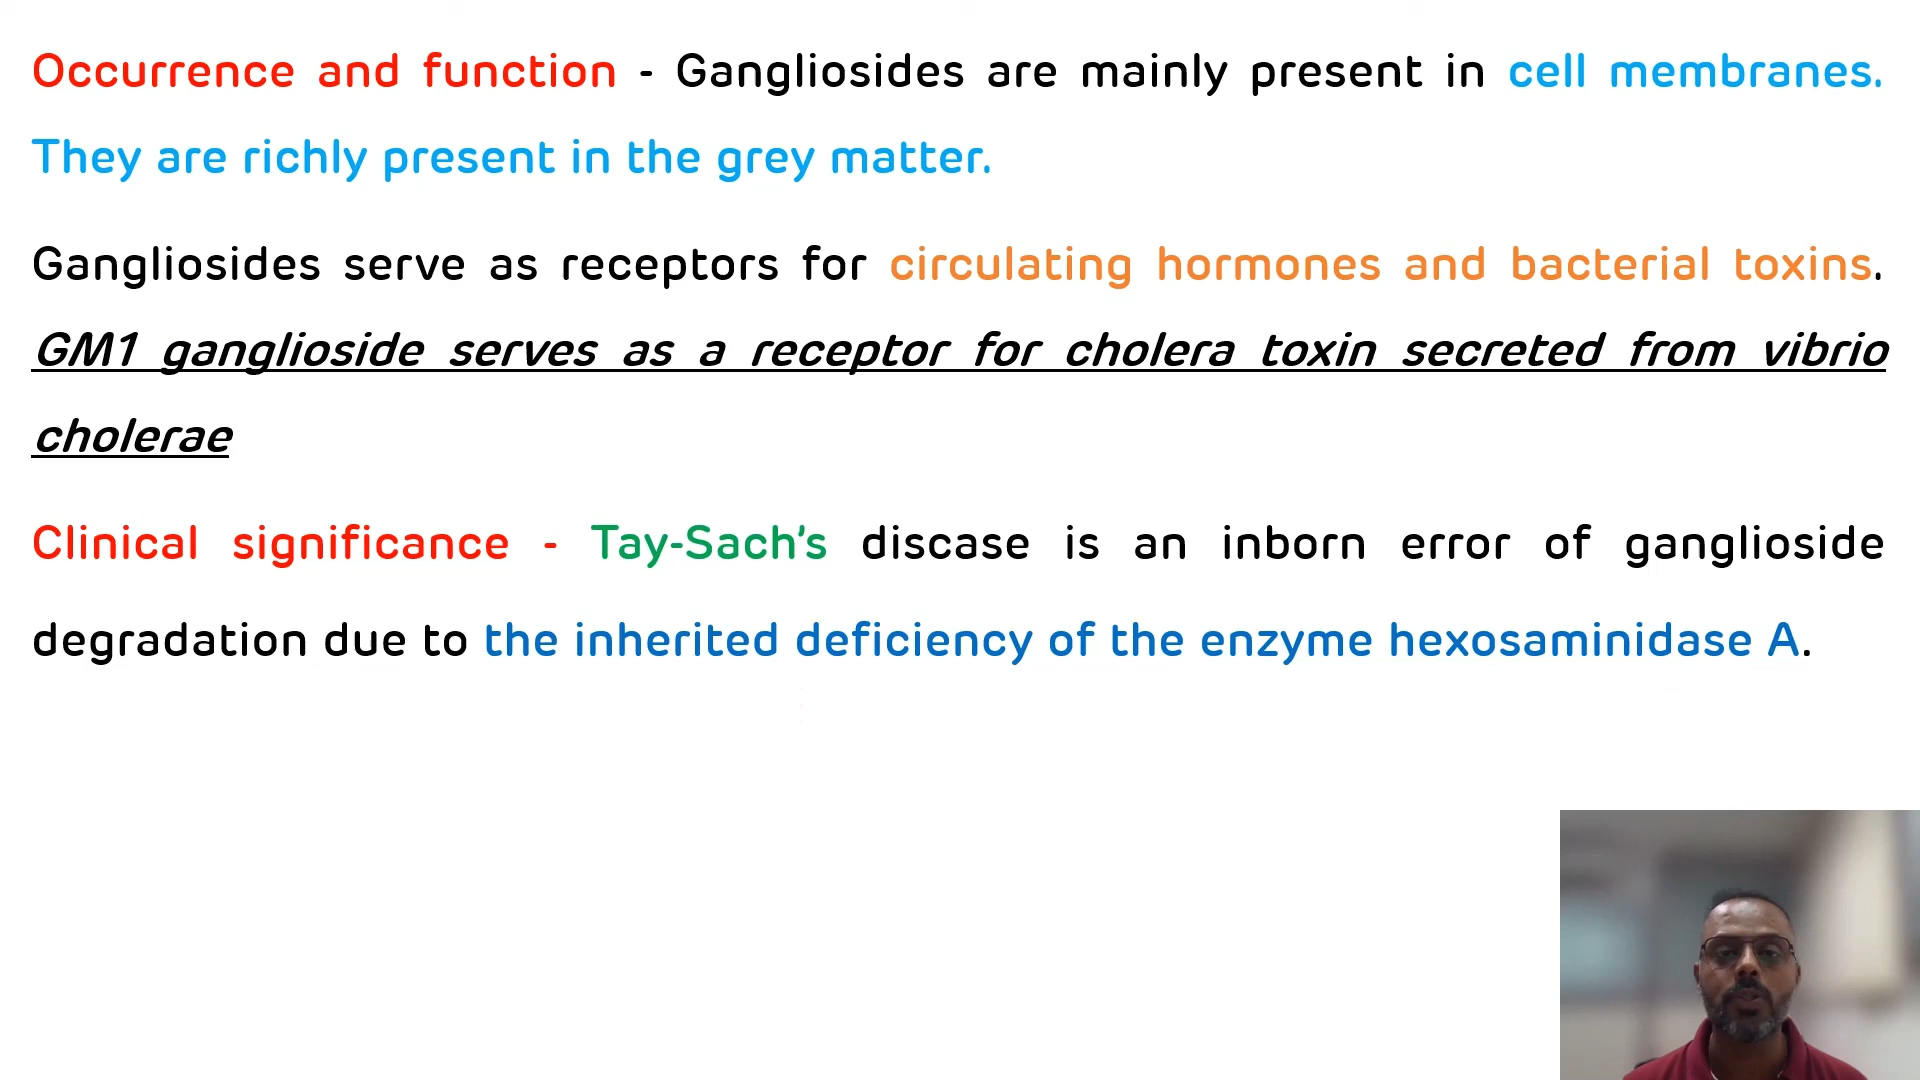 Occurrence and function - Gangliosides are mainly present in cell membranes.
They are richly present in the grey matter.
Gangliosides serve as receptors for circulating hormones and bacterial toxins.
GM1 ganglioside serves as a receptor for cholera toxin secreted from vibrio
cholerae
Clinical significance - Tay-Sach's discase is an inborn error of ganglioside
degradation due to the inherited deficiency of the enzyme hexosaminidase A.